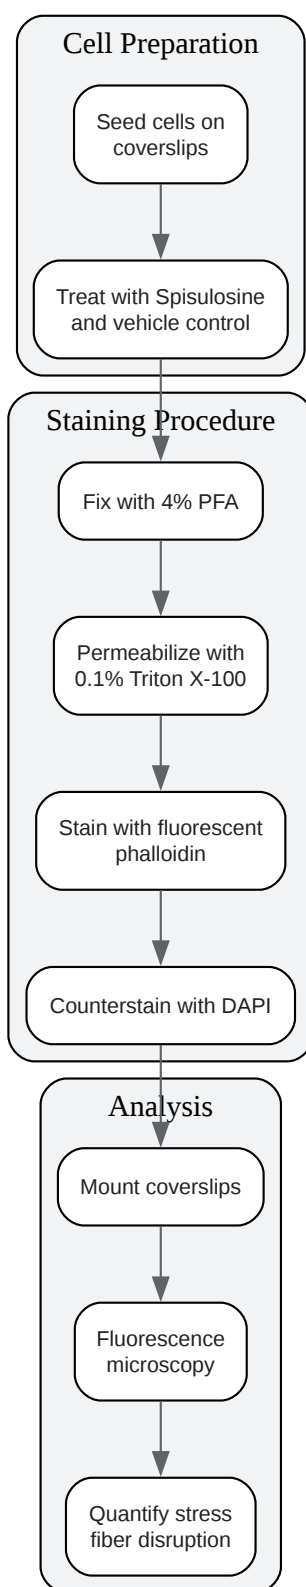 Cell Preparation
Seed cells on
coverslips
Treat with Spisulosine
and vehicle control
Staining Procedure
Fix with 4% PFA
Permeabilize with
0.1% Triton X-100
Stain with fluorescent
phalloidin
Counterstain with DAPI
Analysis
Mount coverslips
Fluorescence
microscopy
Quantify stress
fiber disruption